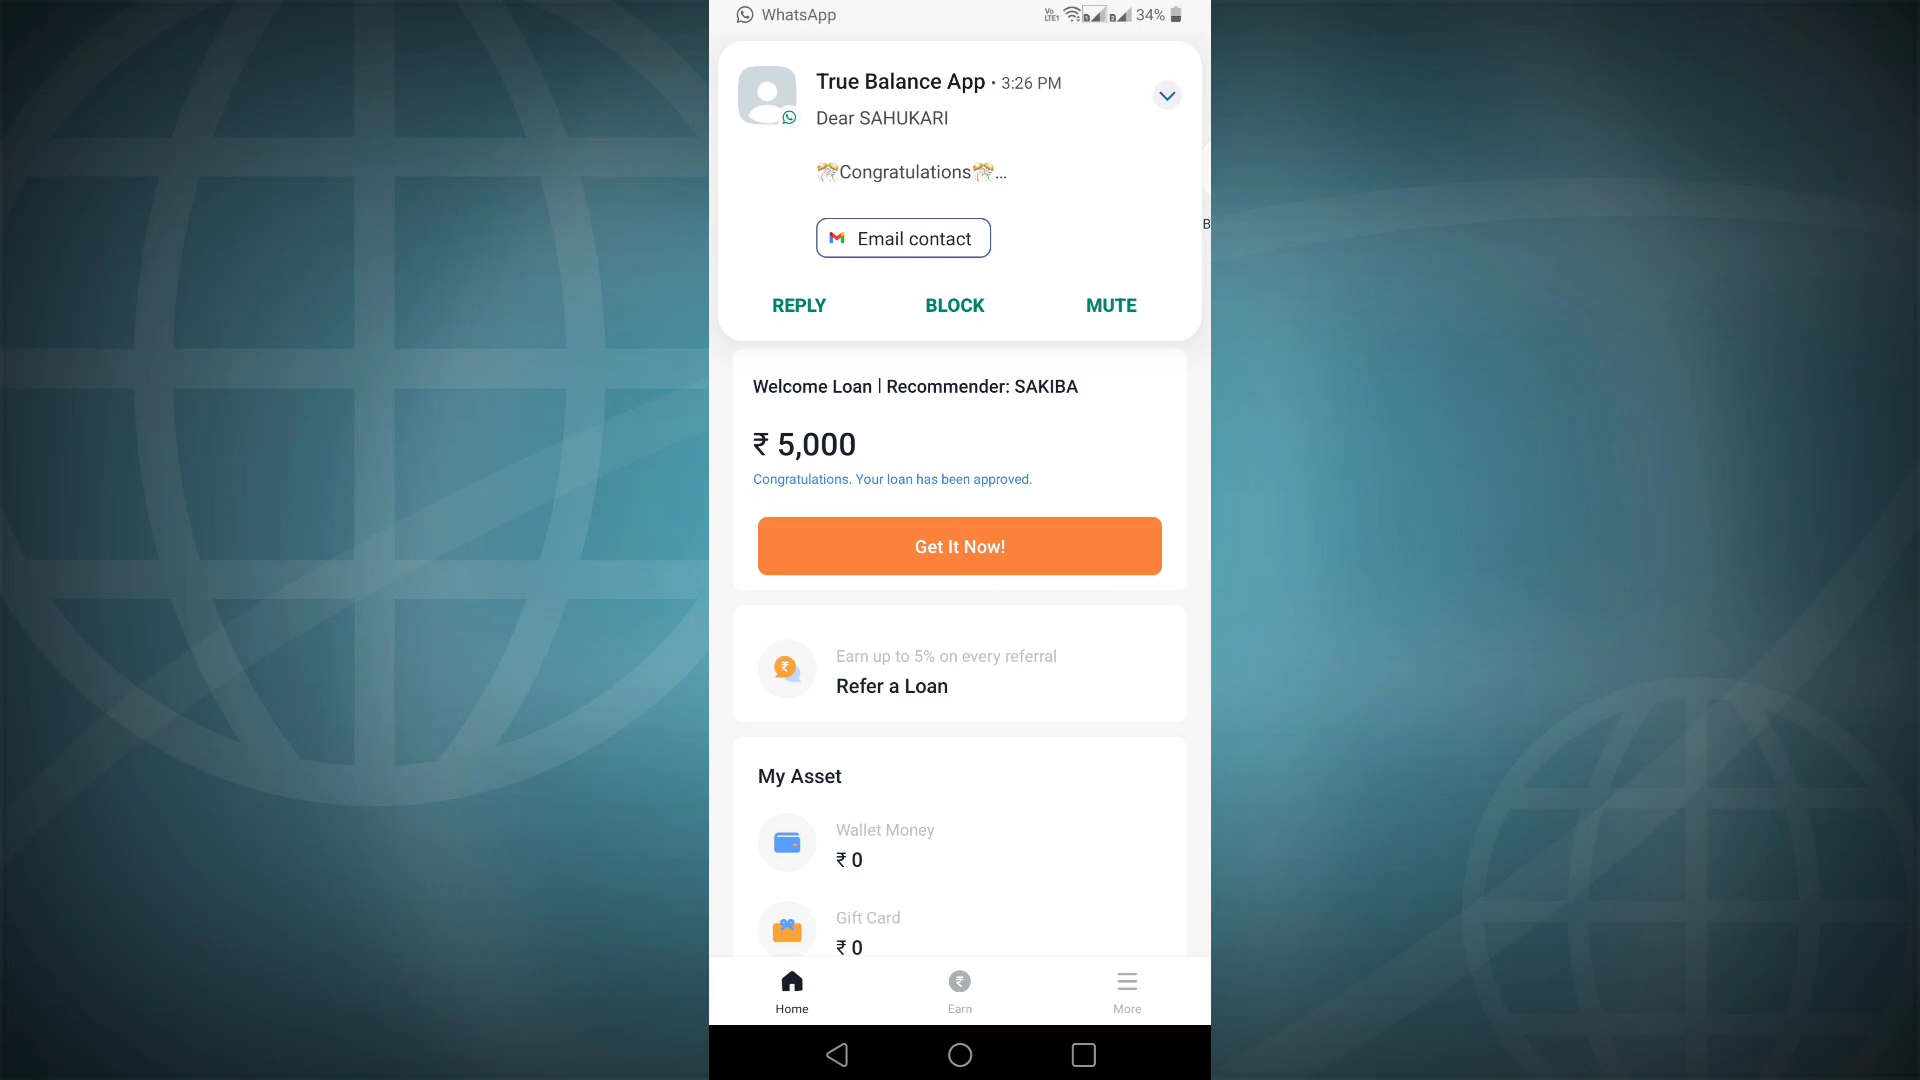 WhatsApp
Vo LTE1 34%
True Balance App • 3:26 PM
Dear SAHUKARI
🎊Congratulations🎊...
Email contact
REPLY BLOCK MUTE
B
Welcome Loan | Recommender: SAKIBA
₹ 5,000
Congratulations. Your loan has been approved.
Get It Now!
Earn up to 5% on every referral
Refer a Loan
My Asset
Wallet Money
₹ 0
Gift Card
₹ 0
Home Earn More